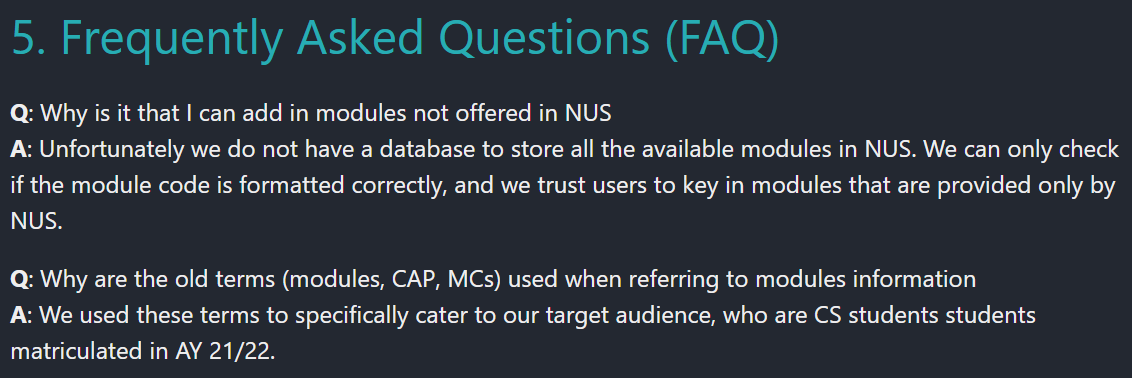 5. Frequently Asked Questions (FAQ)
Q: Why is it that I can add in modules not offered in NUS
A: Unfortunately we do not have a database to store all the available modules in NUS. We can only check
if the module code is formatted correctly, and we trust users to key in modules that are provided only by
NUS.
Q: Why are the old terms (modules, CAP, MCs) used when referring to modules information
A: We used these terms to specifically cater to our target audience, who are CS students students
matriculated in AY 21/22.